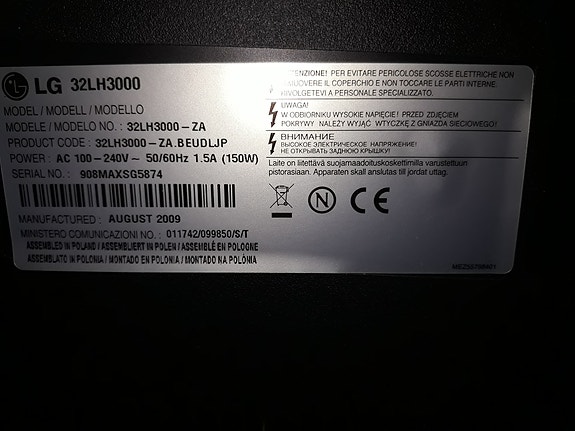 LG 32LH3000
MODEL / MODELL / MODELLO
MODELE / MODELO NO. : 32LH3000-ZA
PRODUCT CODE : 32LH3000-ZA.BEUDLJP
POWER : AC 100-240V~ 50/60Hz 1.5A (150W)
SERIAL NO. : 908MAXSG5874
MANUFACTURED : AUGUST 2009
MINISTERO COMUNICAZIONI NO. : 011742/099850/S/T
ASSEMBLED IN POLAND / ASSEMBLIERT IN POLEN / ASSEMBLÉ EN POLOGNE
ASSEMBLATO IN POLONIA / MONTADO EN POLONIA / MONTADO NA POLÓNIA
PER EVITARE PERICOLOSE SCOSSE ELETTRICHE NON
RIMUOVERE IL COPERCHIO E NON TOCCARE LE PARTI INTERNE.
RIVOLGETEVI A PERSONALE SPECIALIZZATO.
UWAGA!
W ODBIORNIKU WYSOKIE NAPIĘCIE! PRZED ZDJĘCIEM
POKRYWY NALEŻY WYJĄĆ WTYCZKĘ Z GNIAZDA SIECIOWEGO!
ВНИМАНИЕ
ВЫСОКОЕ ЭЛЕКТРИЧЕСКОЕ НАПРЯЖЕНИЕ!
НЕ ОТКРЫВАТЬ ЗАДНЮЮ КРЫШКУ!
Laite on liitettävä suojamaadoituskoskettimilla varustettuun
pistorasiaan. Apparaten skall anslutas till jordat uttag.
N CE